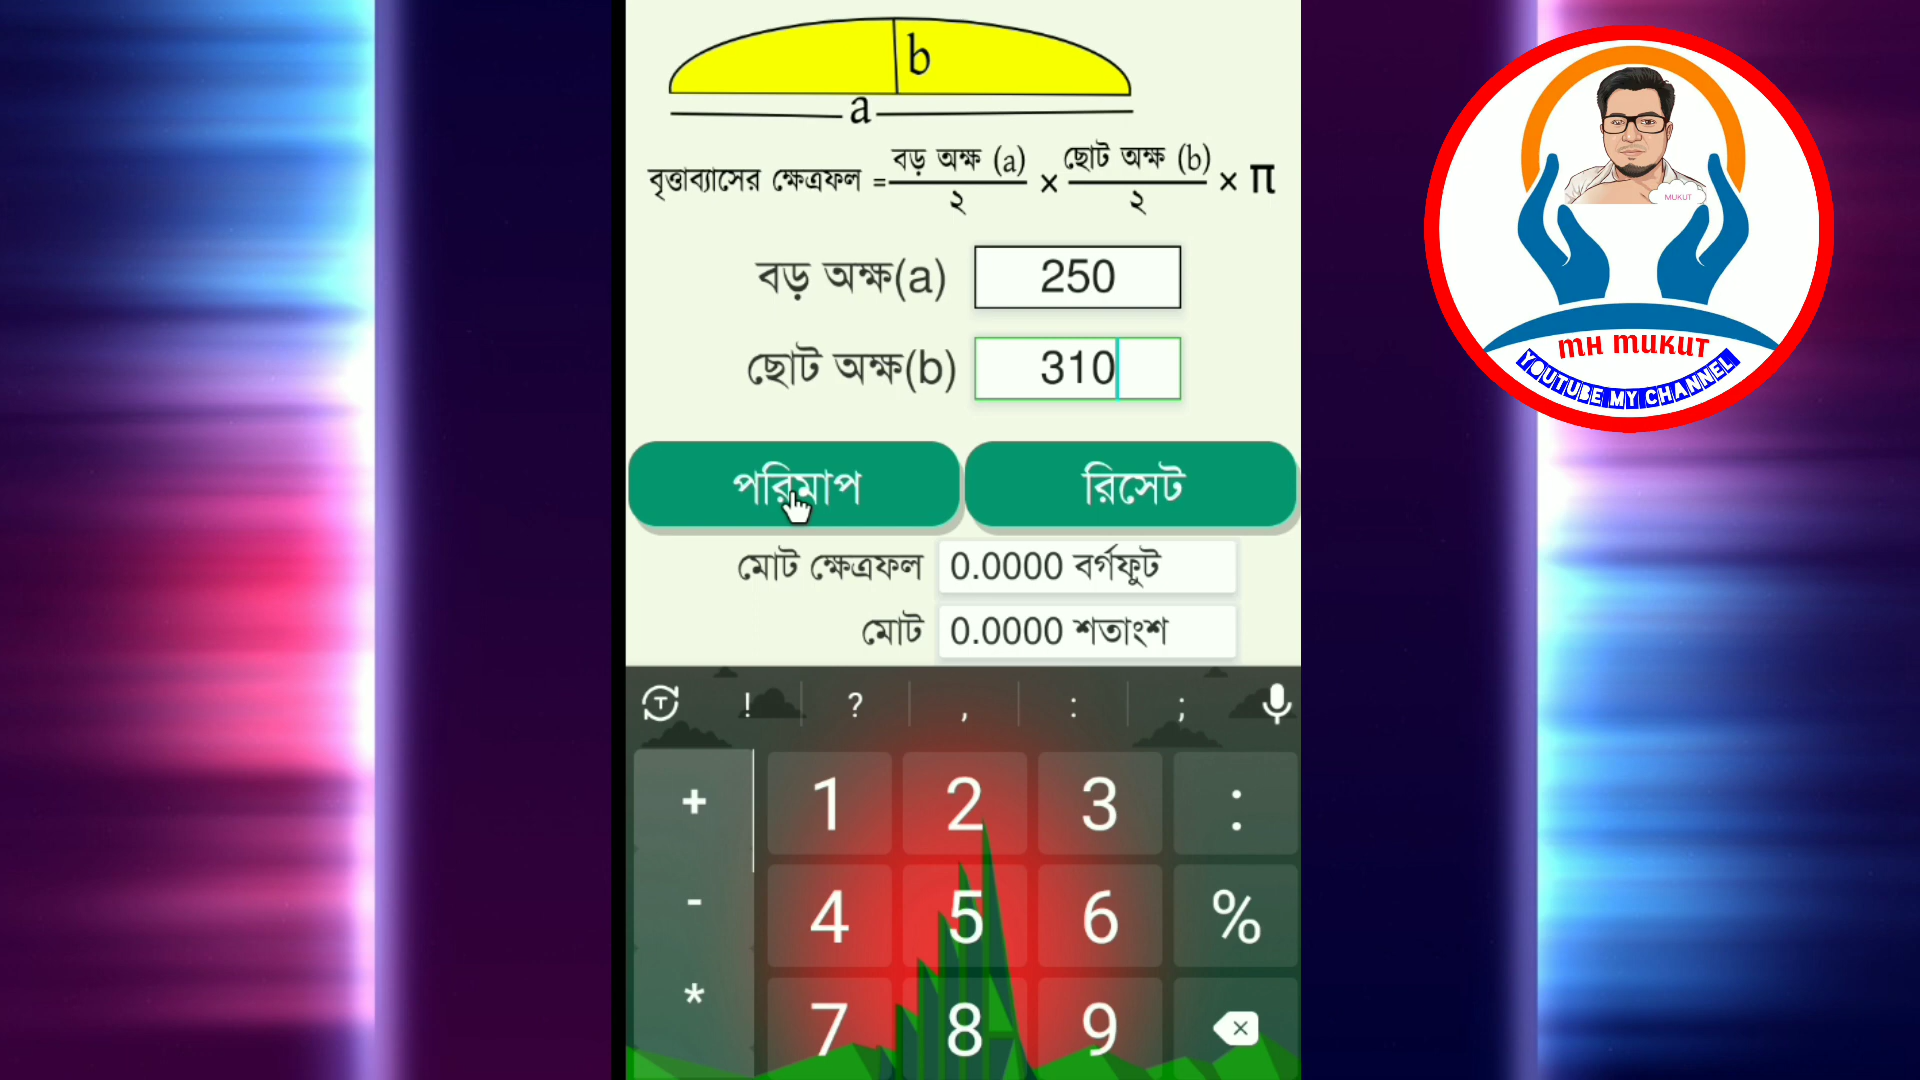 b
a
বৃত্তাব্যাসের ক্ষেত্রফল = বড় অক্ষ (a) / ২ × ছোট অক্ষ (b) / ২ × π
বড় অক্ষ(a) 250
ছোট অক্ষ(b) 310
পরিমাপ রিসেট
মোট ক্ষেত্রফল 0.0000 বর্গফুট
মোট 0.0000 শতাংশ
T ! ? , : ;
+ 1 2 3 :
- 4 5 6 %
* 7 8 9
MUKUT
MH MUKUT
YOUTUBE MY CHANNEL